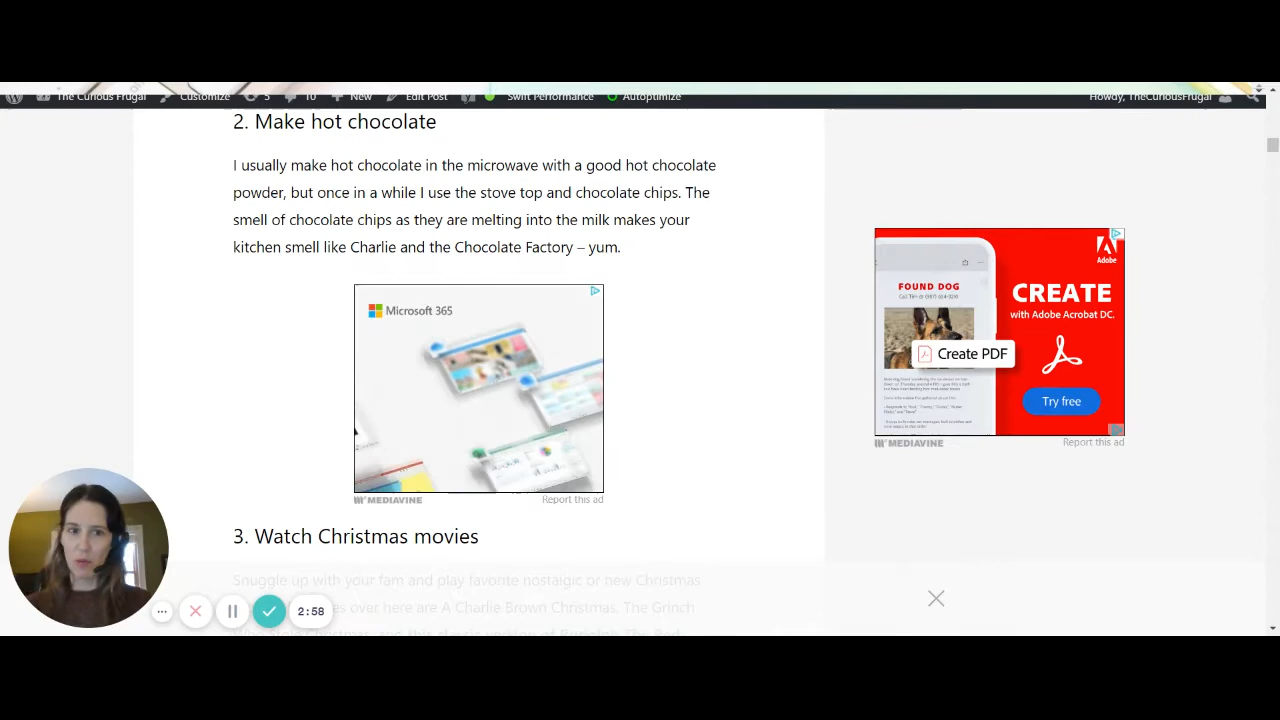 The Curious Frugal Customize 5 10 New Edit Post Swift Performance Autoptimize Howdy, TheCuriousFrugal
2. Make hot chocolate
I usually make hot chocolate in the microwave with a good hot chocolate
powder, but once in a while I use the stove top and chocolate chips. The
smell of chocolate chips as they are melting into the milk makes your
kitchen smell like Charlie and the Chocolate Factory – yum.
Microsoft 365
MEDIAVINE Report this ad
Adobe
FOUND DOG
CREATE
with Adobe Acrobat DC.
Create PDF
Try free
MEDIAVINE Report this ad
3. Watch Christmas movies
Snuggle up with your fam and play favorite nostalgic or new Christmas
over here are A Charlie Brown Christmas, The Grinch
2:58